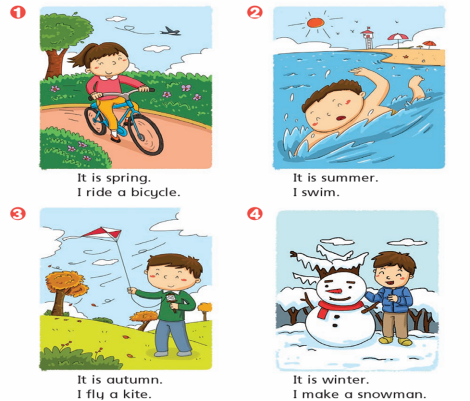 1
It is spring.
I ride a bicycle.
2
It is summer.
I swim.
3
It is autumn.
I fly a kite.
4
It is winter.
I make a snowman.